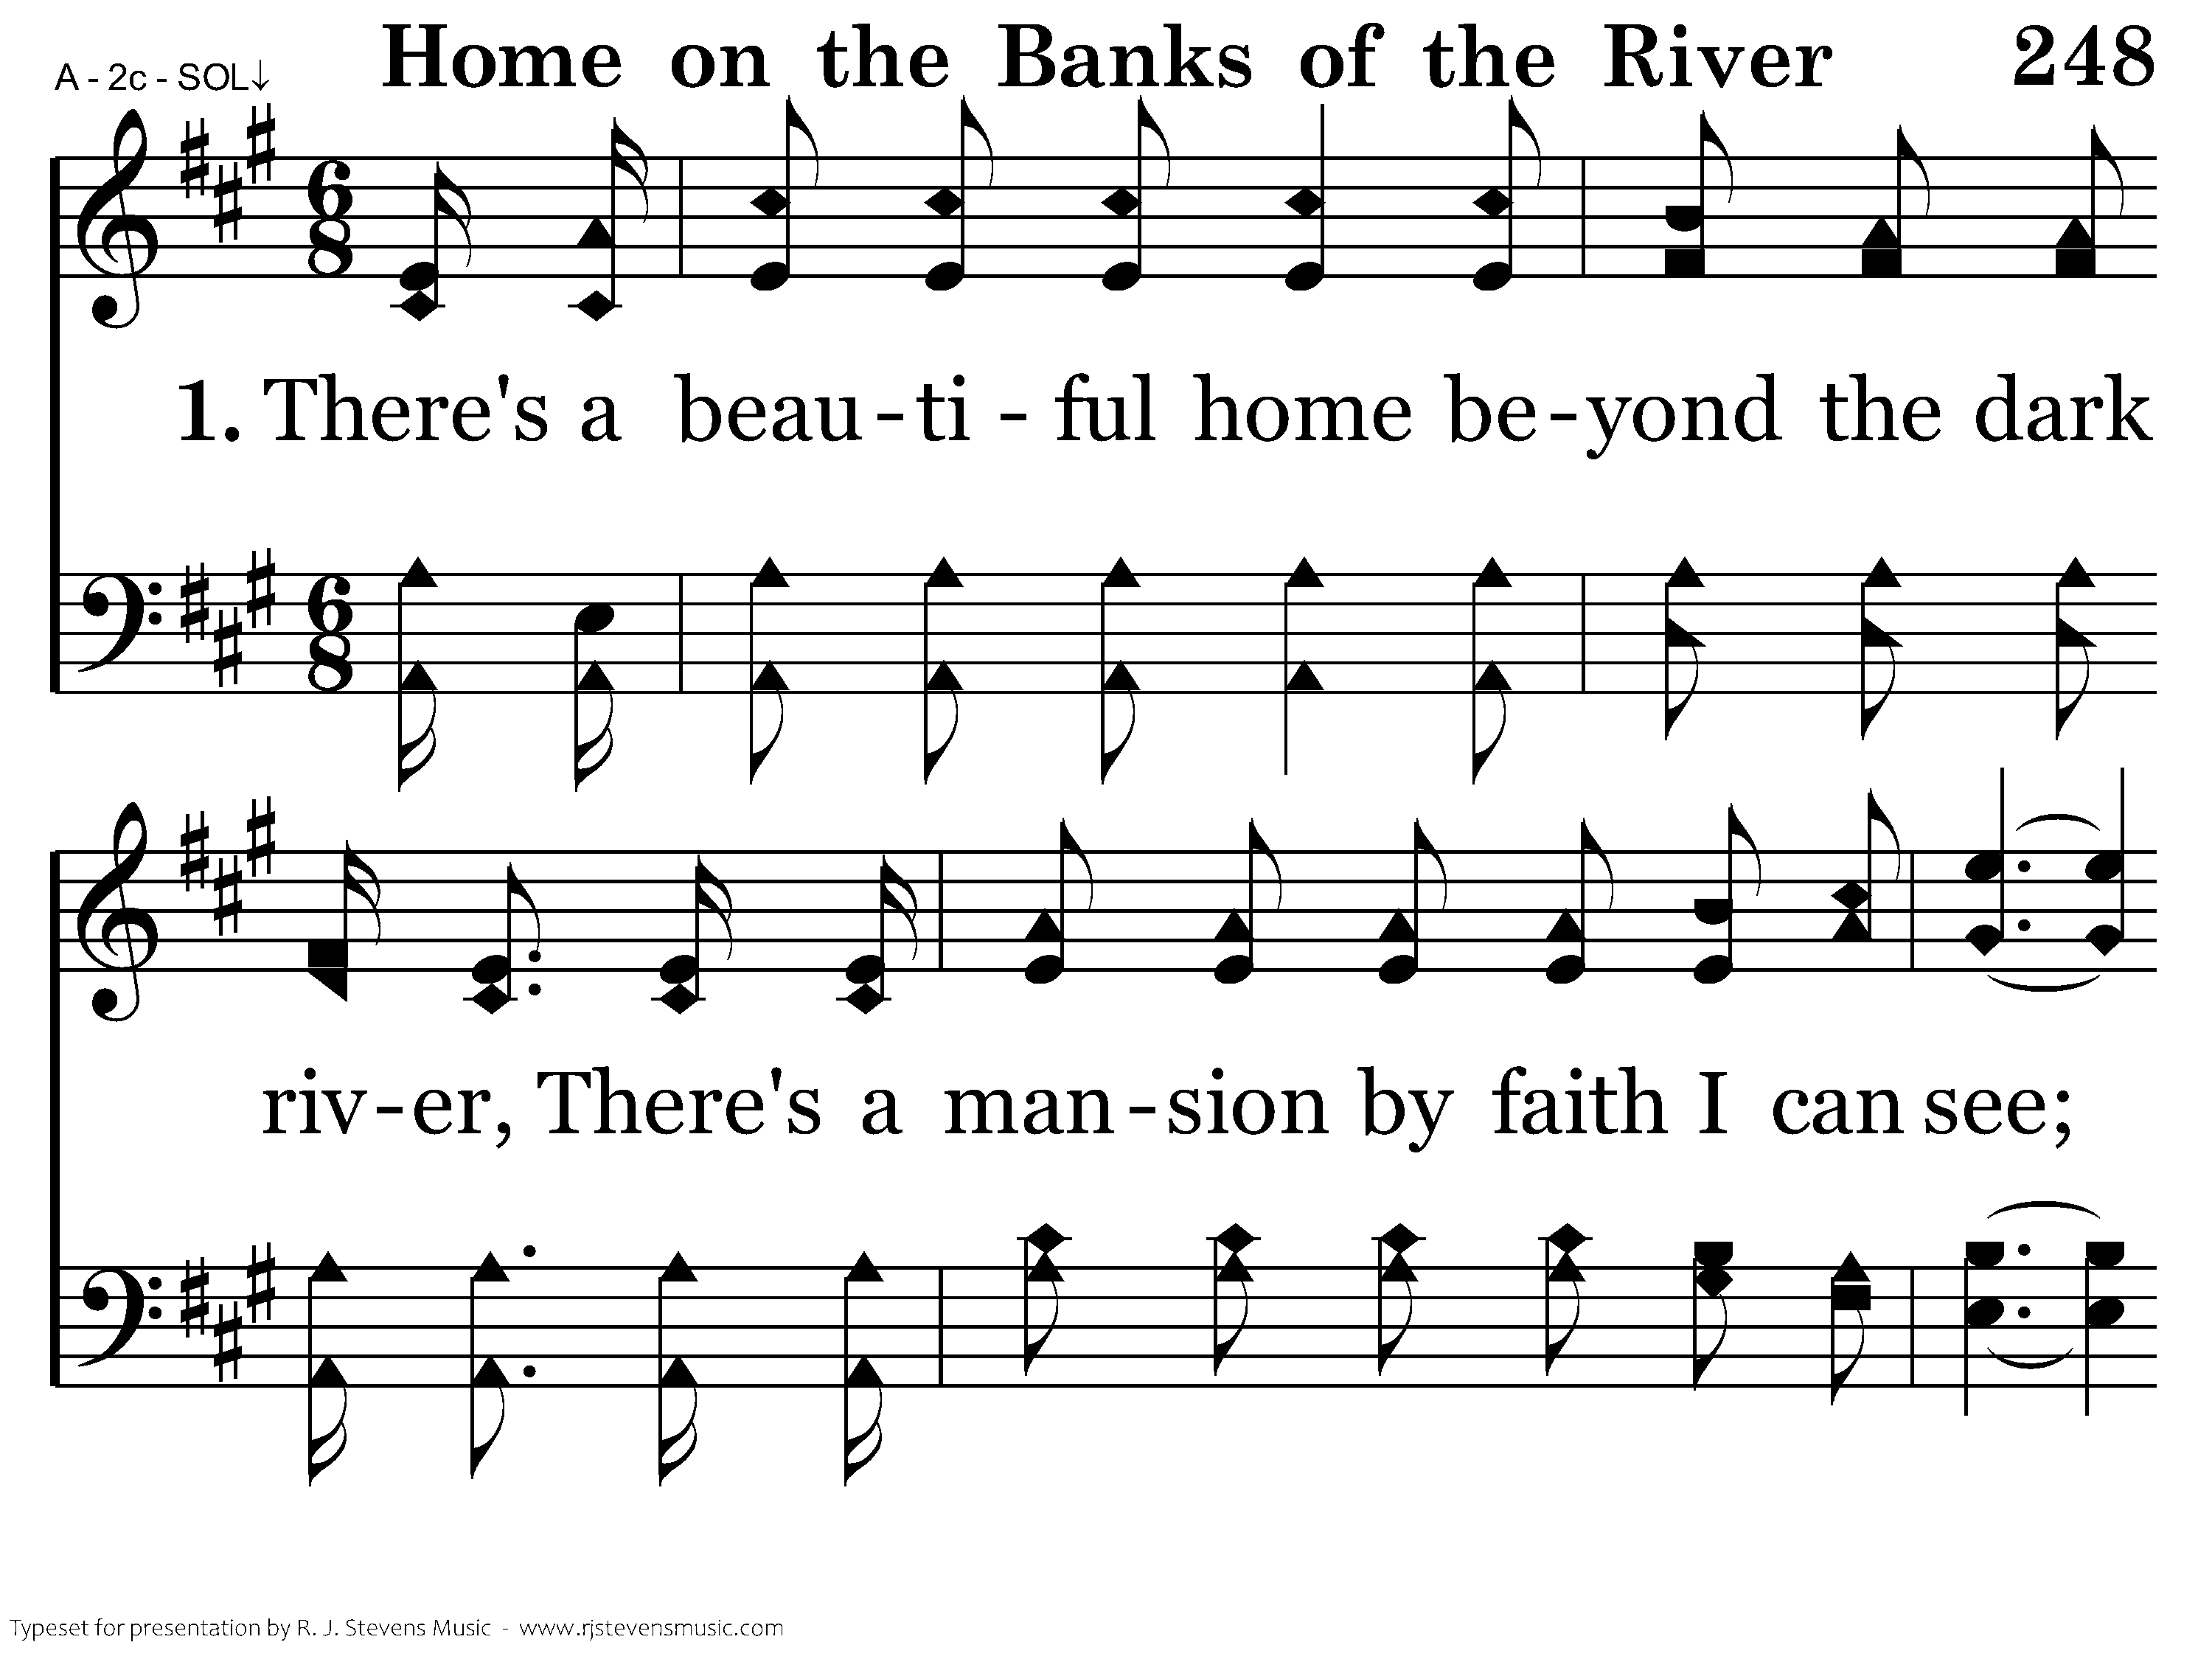 A - 2c - SOL↓ Home on the Banks of the River 248
1. There's a beau - ti - ful home be - yond the dark
riv - er, There's a man - sion by faith I can see;
Typeset for presentation by R. J. Stevens Music - www.rjstevensmusic.com